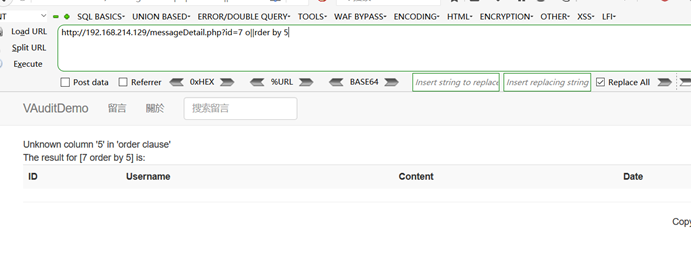 NT SQL BASICS▾ UNION BASED▾ ERROR/DOUBLE QUERY▾ TOOLS▾ WAF BYPASS▾ ENCODING▾ HTML▾ ENCRYPTION▾ OTHER▾ XSS▾ LFI▾
Load URL http://192.168.214.129/messageDetail.php?id=7 o||rder by 5
Split URL
Execute
Post data Referrer 0xHEX %URL BASE64 Insert string to replace Insert replacing string Replace All
VAuditDemo 留言 關於 搜索留言
Unknown column '5' in 'order clause'
The result for [7 order by 5] is:
ID Username Content Date
Copy